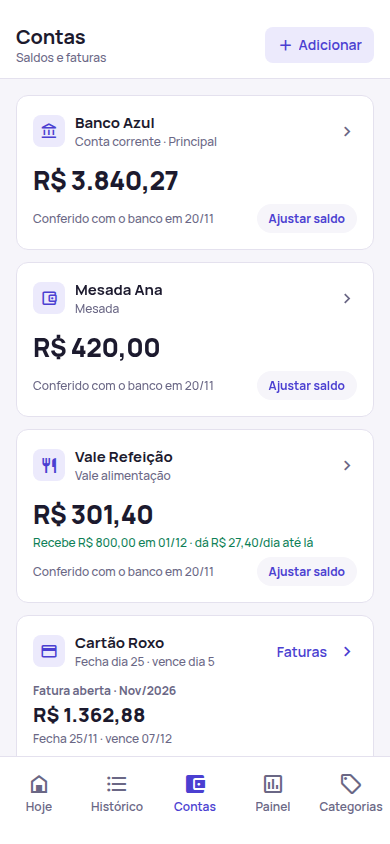 Contas
Saldos e faturas
Adicionar
Banco Azul
Conta corrente · Principal
R$ 3.840,27
Conferido com o banco em 20/11
Ajustar saldo
Mesada Ana
Mesada
R$ 420,00
Conferido com o banco em 20/11
Ajustar saldo
Vale Refeição
Vale alimentação
R$ 301,40
Recebe R$ 800,00 em 01/12 · dá R$ 27,40/dia até lá
Conferido com o banco em 20/11
Ajustar saldo
Cartão Roxo
Fecha dia 25 · vence dia 5
Faturas
Fatura aberta · Nov/2026
R$ 1.362,88
Fecha 25/11 · vence 07/12
Hoje
Histórico
Contas
Painel
Categorias